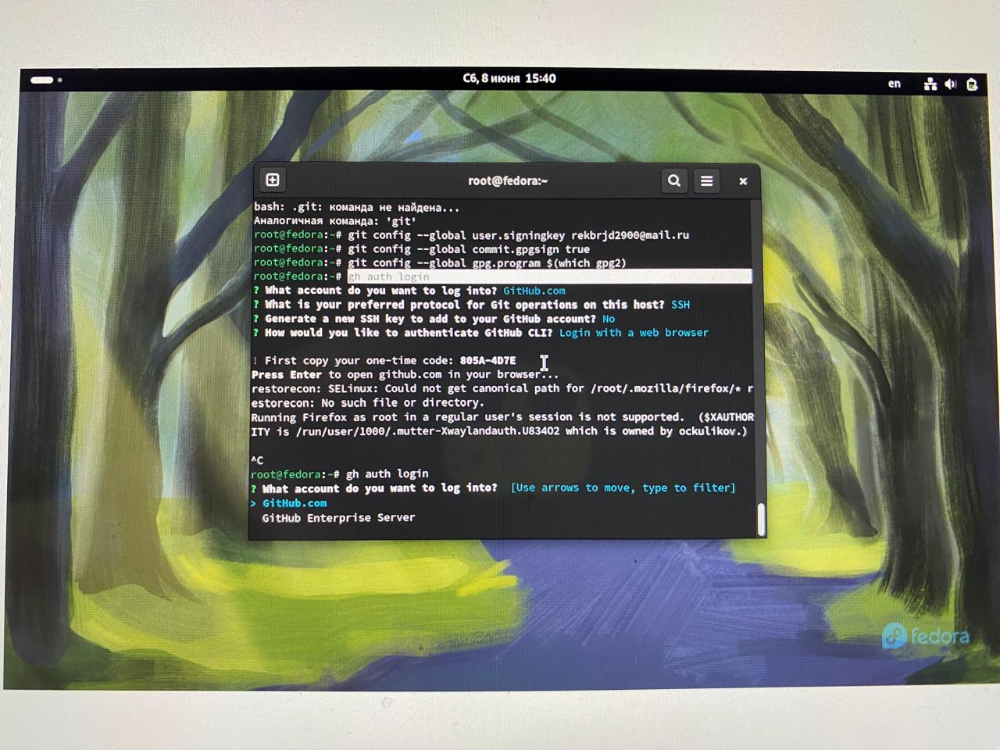 Сб, 8 июня 15:40
en
root@fedora:~
bash: .git: команда не найдена...
Аналогичная команда: 'git'
root@fedora:~# git config --global user.signingkey rekbrjd2900@mail.ru
root@fedora:~# git config --global commit.gpgsign true
root@fedora:~# git config --global gpg.program $(which gpg2)
root@fedora:~# gh auth login
? What account do you want to log into? GitHub.com
? What is your preferred protocol for Git operations on this host? SSH
? Generate a new SSH key to add to your GitHub account? No
? How would you like to authenticate GitHub CLI? Login with a web browser
! First copy your one-time code: 805A-4D7E
Press Enter to open github.com in your browser...
restorecon: SELinux: Could not get canonical path for /root/.mozilla/firefox/* r
estorecon: No such file or directory.
Running Firefox as root in a regular user's session is not supported.  ($XAUTHOR
ITY is /run/user/1000/.mutter-Xwaylandauth.U834O2 which is owned by ockulikov.)
^C
root@fedora:~# gh auth login
? What account do you want to log into?  [Use arrows to move, type to filter]
> GitHub.com
GitHub Enterprise Server
fedora